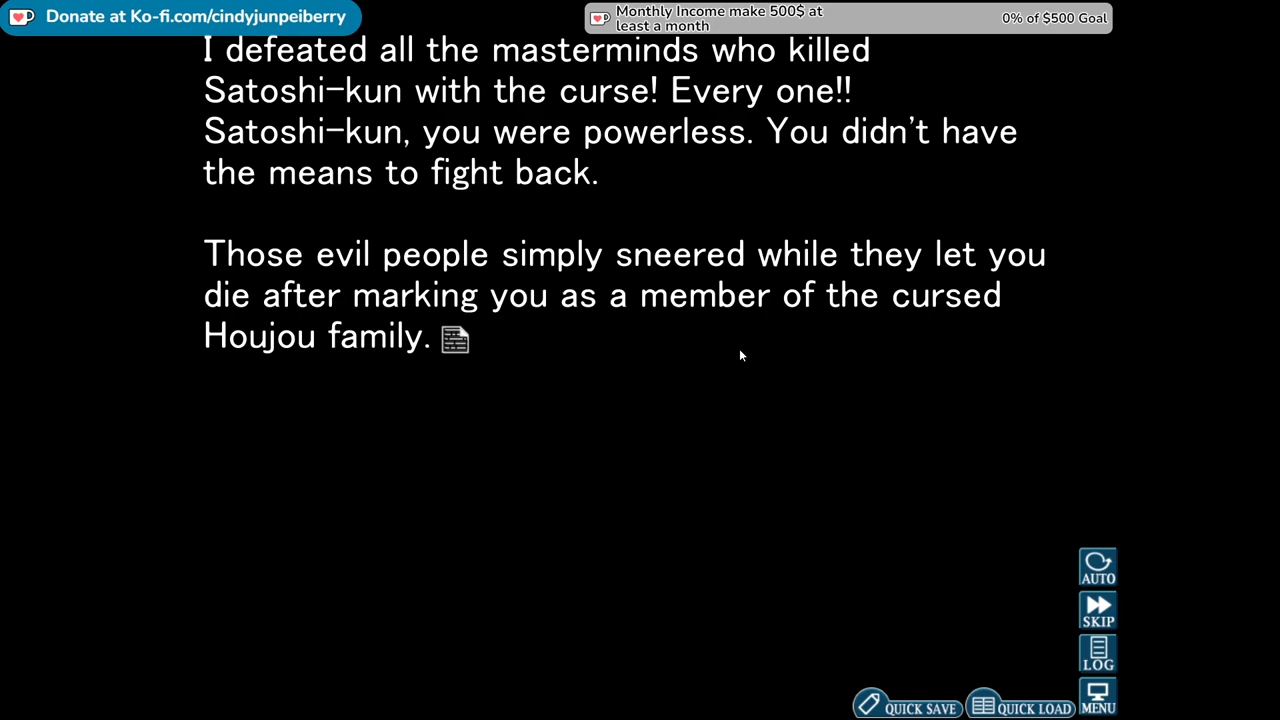 Donate at Ko-fi.com/cindyjunpeiberry
Monthly Income make 500$ at
least a month
0% of $500 Goal
I defeated all the masterminds who killed
Satoshi-kun with the curse! Every one!!
Satoshi-kun, you were powerless. You didn't have
the means to fight back.
Those evil people simply sneered while they let you
die after marking you as a member of the cursed
Houjou family.
AUTO
SKIP
LOG
MENU
QUICK SAVE
QUICK LOAD